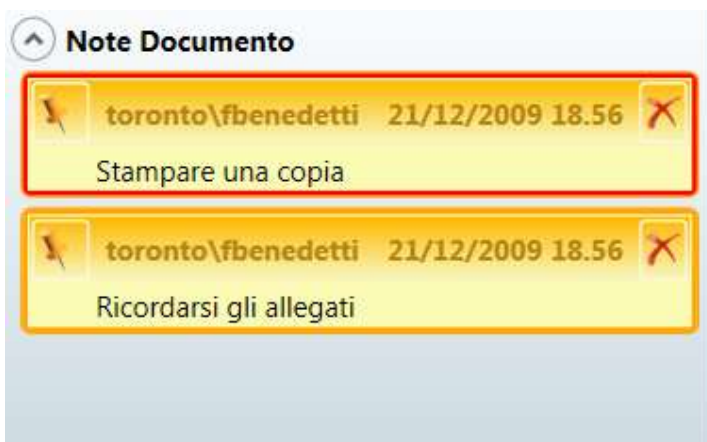 Note Documento
toronto\fbenedetti 21/12/2009 18.56
Stampare una copia
toronto\fbenedetti 21/12/2009 18.56
Ricordarsi gli allegati